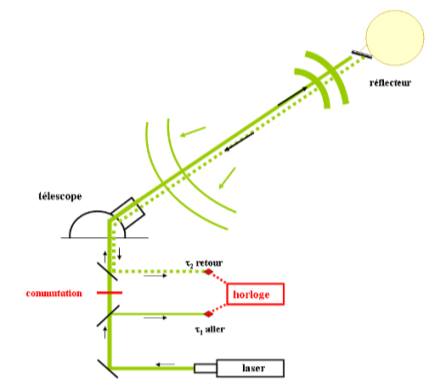 réflecteur
télescope
τ₂ retour
commutation
horloge
τ₁ aller
laser